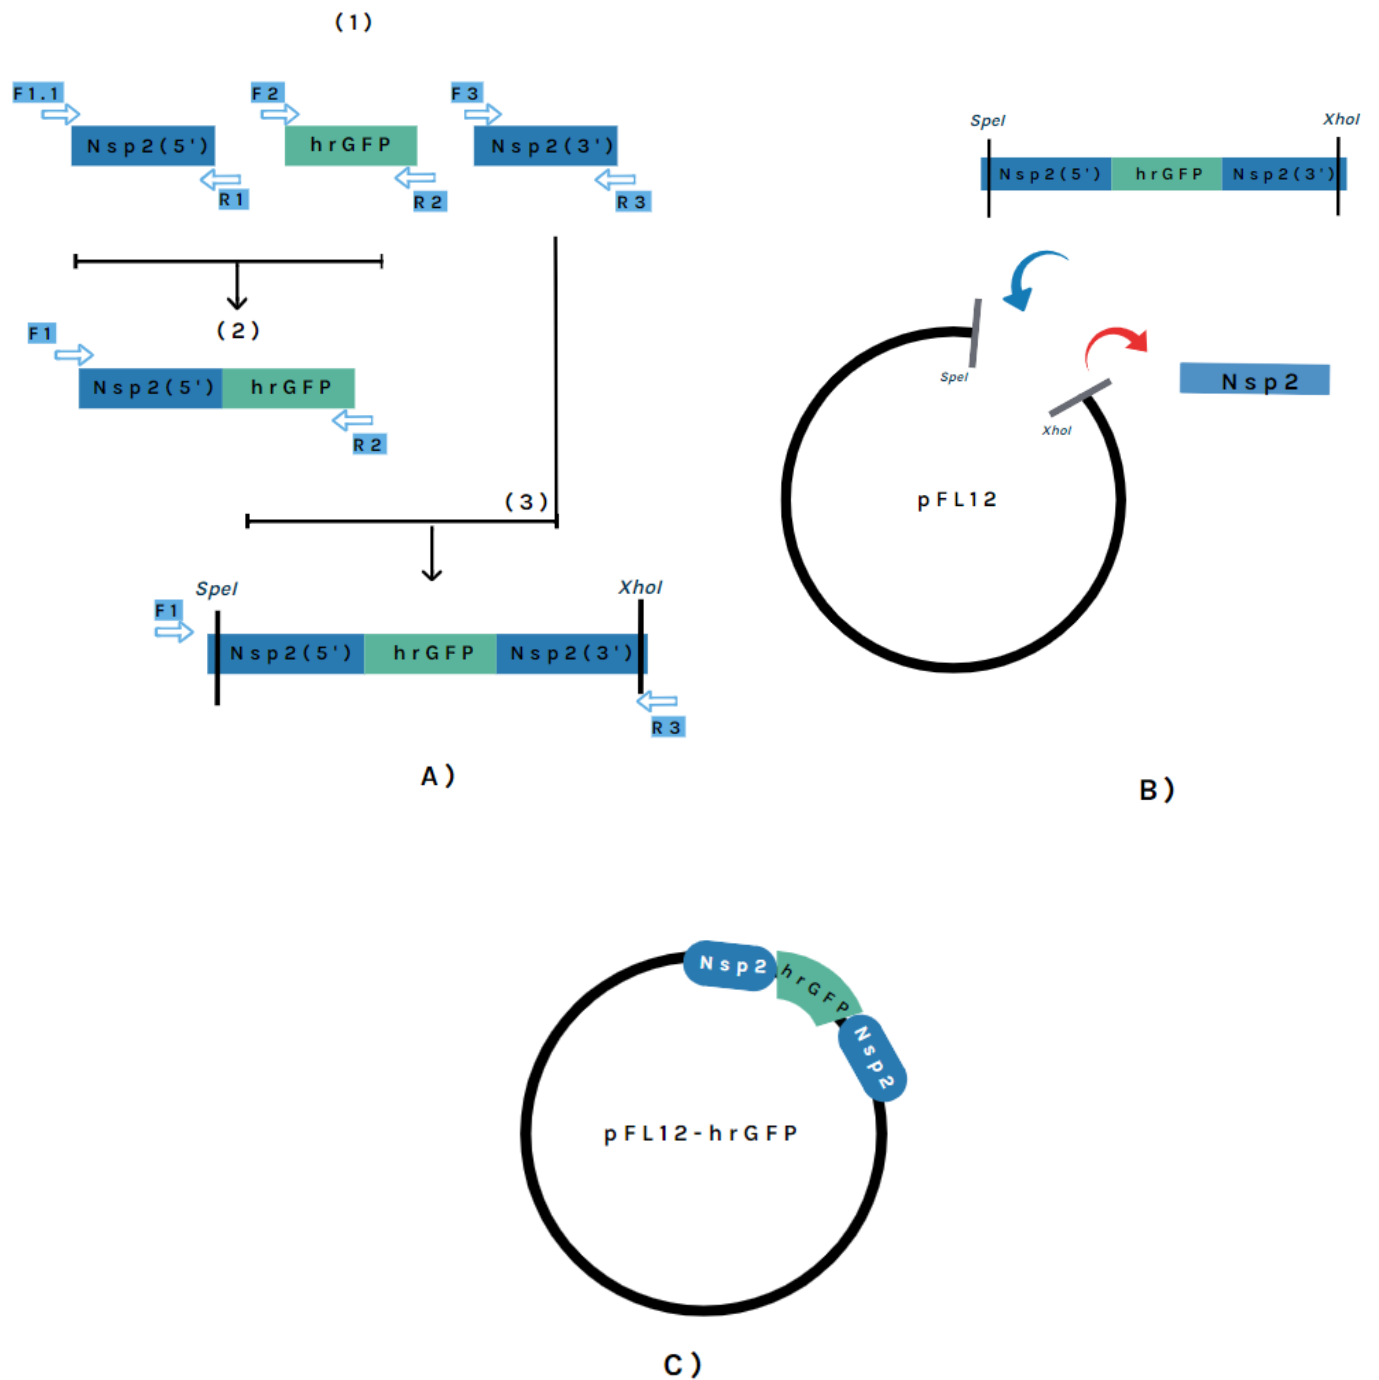 (1)
F1.1
F2
F3
Nsp2(5')
hrGFP
Nsp2(3')
R1
R2
R3
(2)
F1
Nsp2(5')
hrGFP
R2
(3)
SpeI
XhoI
F1
Nsp2(5')
hrGFP
Nsp2(3')
R3
A)
SpeI
XhoI
Nsp2(5')
hrGFP
Nsp2(3')
SpeI
XhoI
Nsp2
pFL12
B)
Nsp2
hrGFP
Nsp2
pFL12-hrGFP
C)